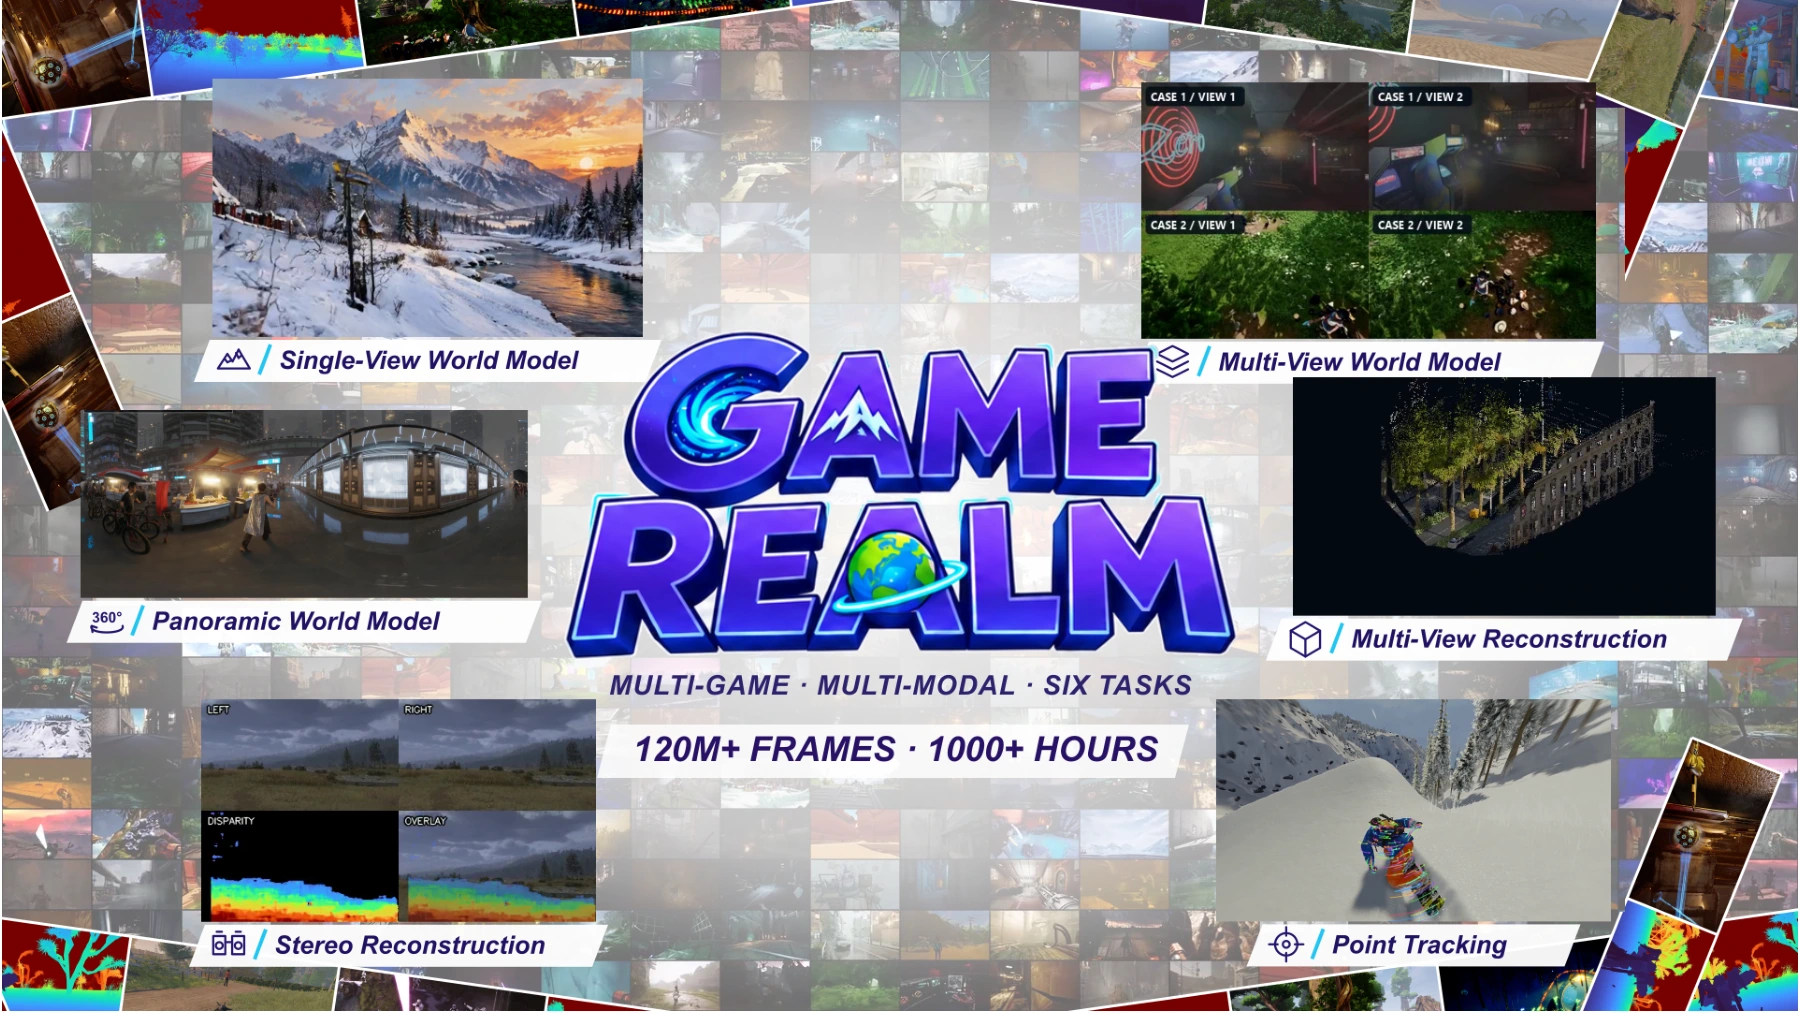 CASE 1 / VIEW 1
CASE 1 / VIEW 2
CASE 2 / VIEW 1
CASE 2 / VIEW 2
Single-View World Model
Multi-View World Model
GAME
REALM
360°
Panoramic World Model
Multi-View Reconstruction
MULTI-GAME · MULTI-MODAL · SIX TASKS
120M+ FRAMES · 1000+ HOURS
LEFT
RIGHT
DISPARITY
OVERLAY
Stereo Reconstruction
Point Tracking